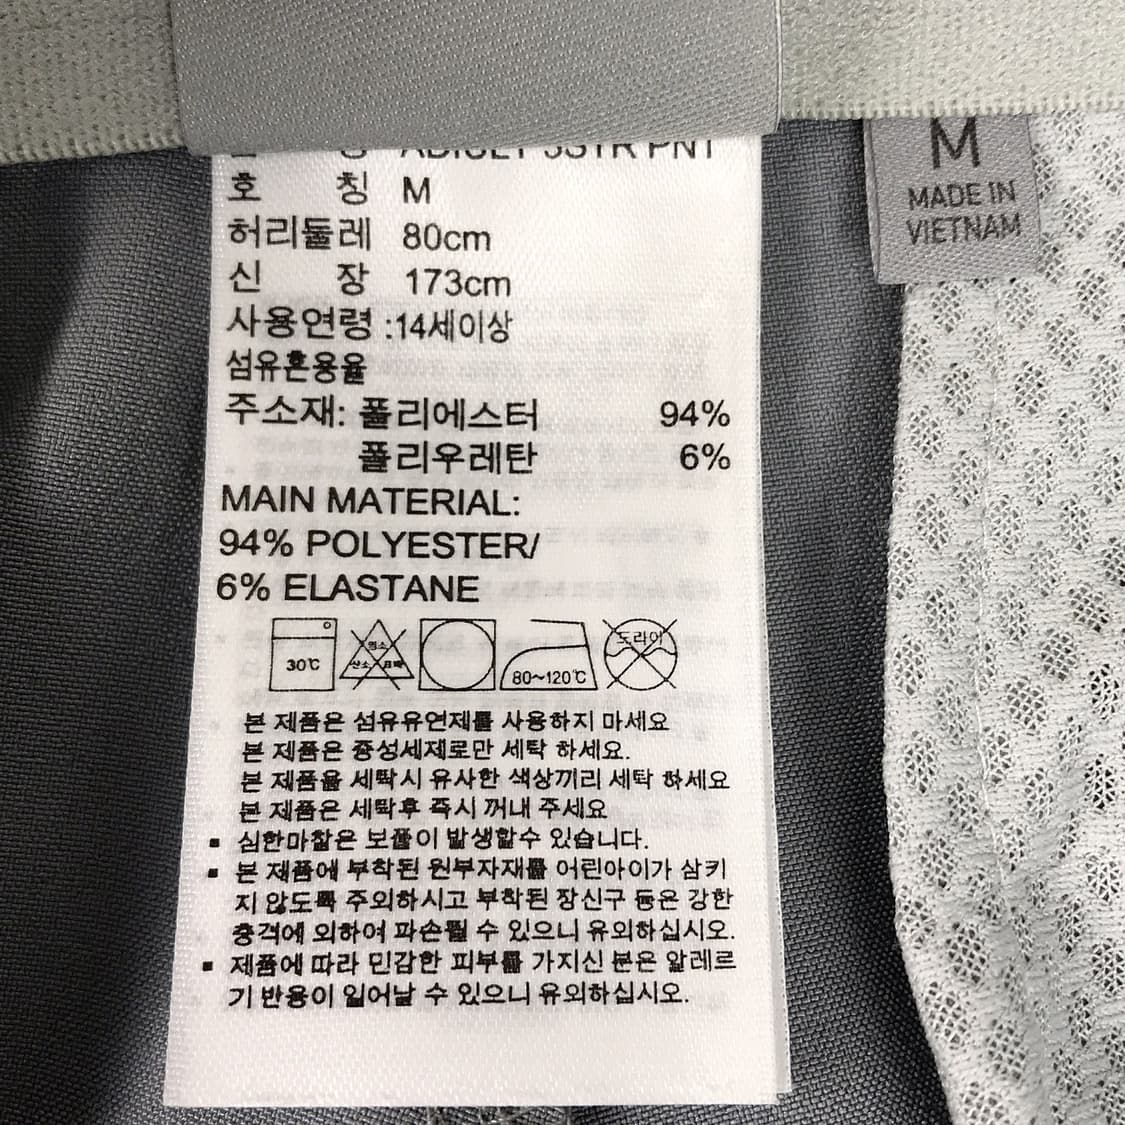 호 칭 M
허리둘레 80cm
신 장 173cm
사용연령 :14세이상
섬유혼용율
주소재: 폴리에스터 94%
폴리우레탄 6%
MAIN MATERIAL:
94% POLYESTER/
6% ELASTANE
30℃
염소
산소 표백
80~120℃
드라이
본 제품은 섬유유연제를 사용하지 마세요
본 제품은 중성세제로만 세탁 하세요.
본 제품을 세탁시 유사한 색상끼리 세탁 하세요
본 제품은 세탁후 즉시 꺼내 주세요
▪ 심한마찰은 보풀이 발생할수 있습니다.
▪ 본 제품에 부착된 원부자재를 어린아이가 삼키
지 않도록 주의하시고 부착된 장신구 등은 강한
충격에 의하여 파손될 수 있으니 유의하십시오.
▪ 제품에 따라 민감한 피부를 가지신 분은 알레르
기 반응이 일어날 수 있으니 유의하십시오.
M
MADE IN
VIETNAM